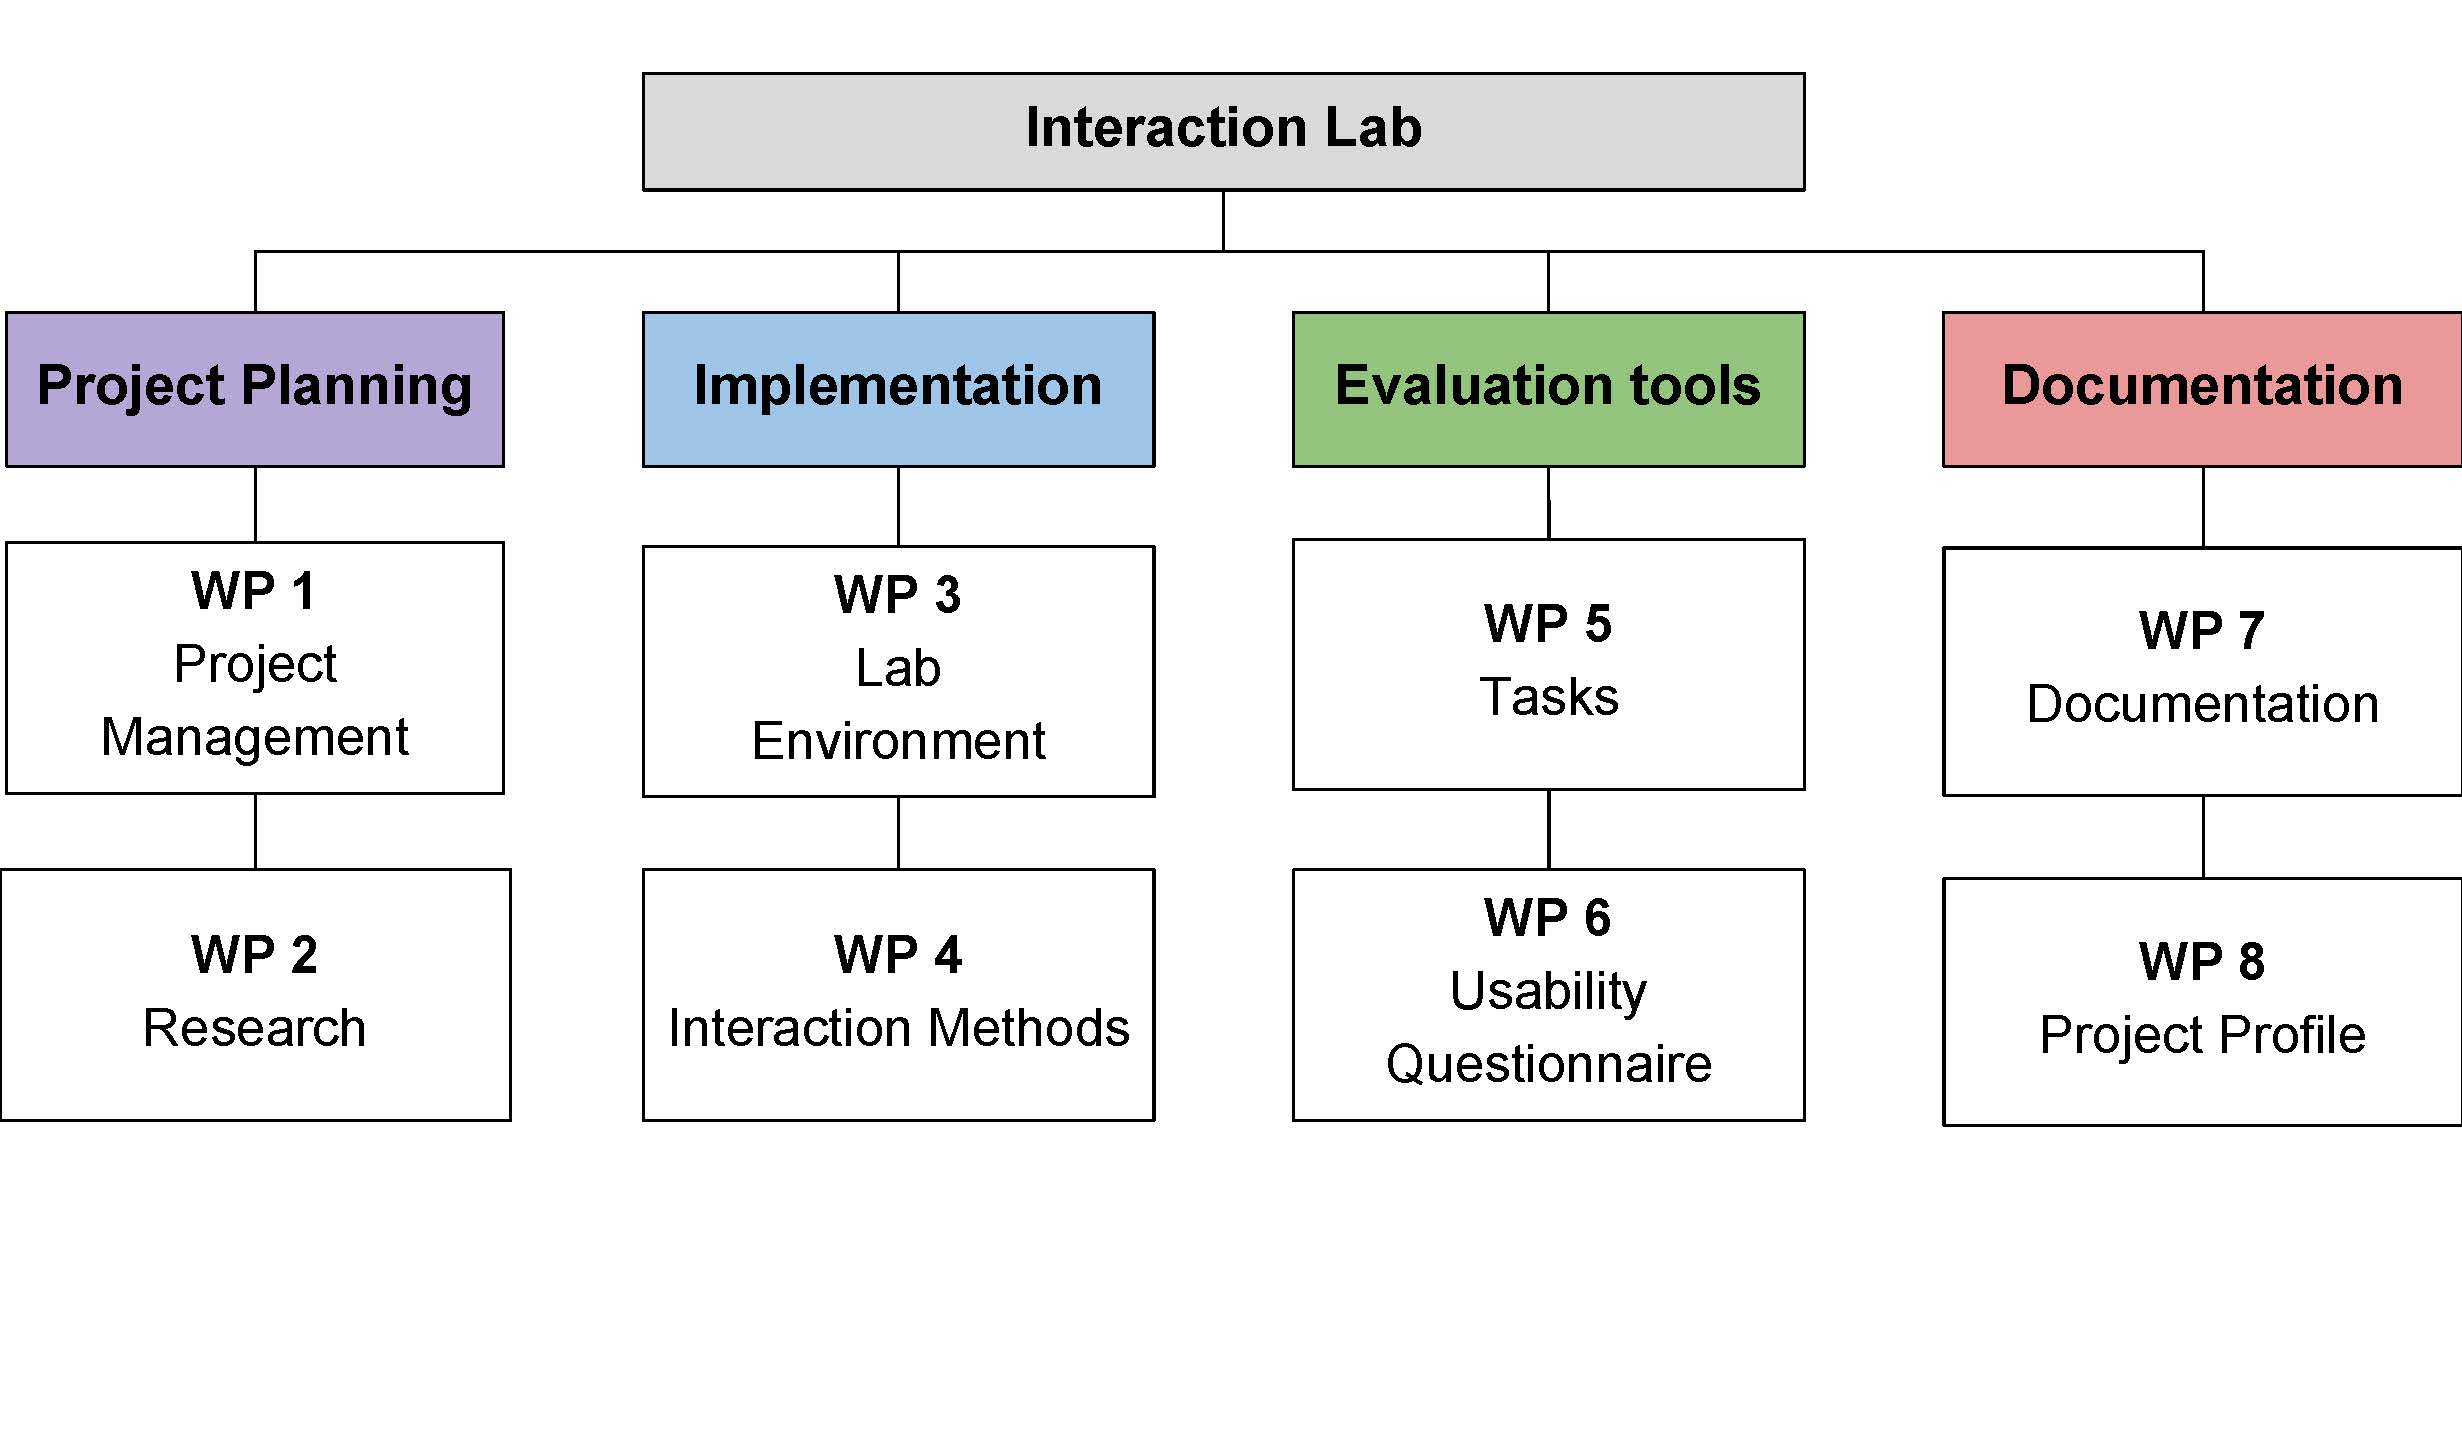 Interaction Lab
Project Planning
Implementation
Evaluation tools
Documentation
WP 1
Project
Management
WP 3
Lab
Environment
WP 5
Tasks
WP 7
Documentation
WP 2
Research
WP 4
Interaction Methods
WP 6
Usability
Questionnaire
WP 8
Project Profile